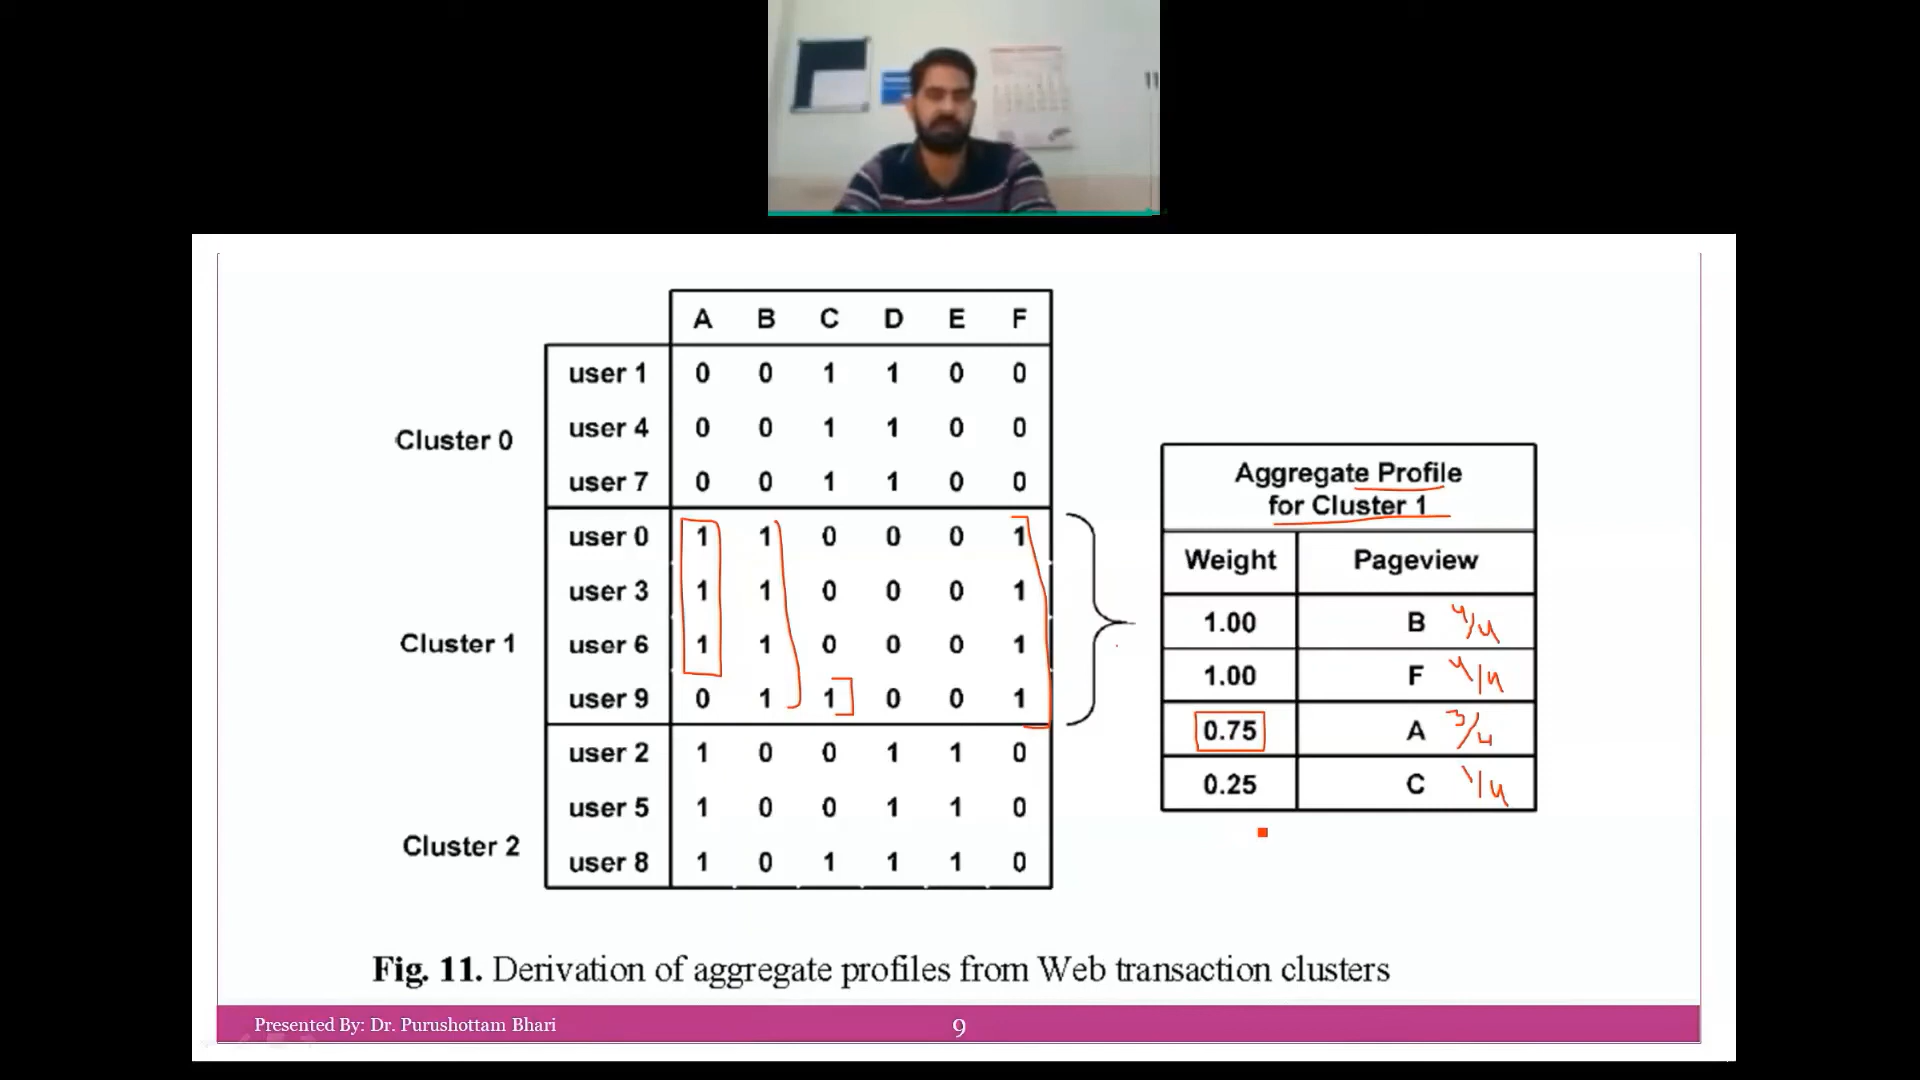 A B C D E F
user 1 0 0 1 1 0 0
Cluster 0 user 4 0 0 1 1 0 0
user 7 0 0 1 1 0 0
user 0 1 1 0 0 0 1
user 3 1 1 0 0 0 1
Cluster 1 user 6 1 1 0 0 0 1
user 9 0 1 1 0 0 1
user 2 1 0 0 1 1 0
user 5 1 0 0 1 1 0
Cluster 2 user 8 1 0 1 1 1 0
Aggregate Profile
for Cluster 1
Weight Pageview
1.00 B 4/4
1.00 F 4/4
0.75 A 3/4
0.25 C 1/4
Fig. 11. Derivation of aggregate profiles from Web transaction clusters
Presented By: Dr. Purushottam Bhari 9